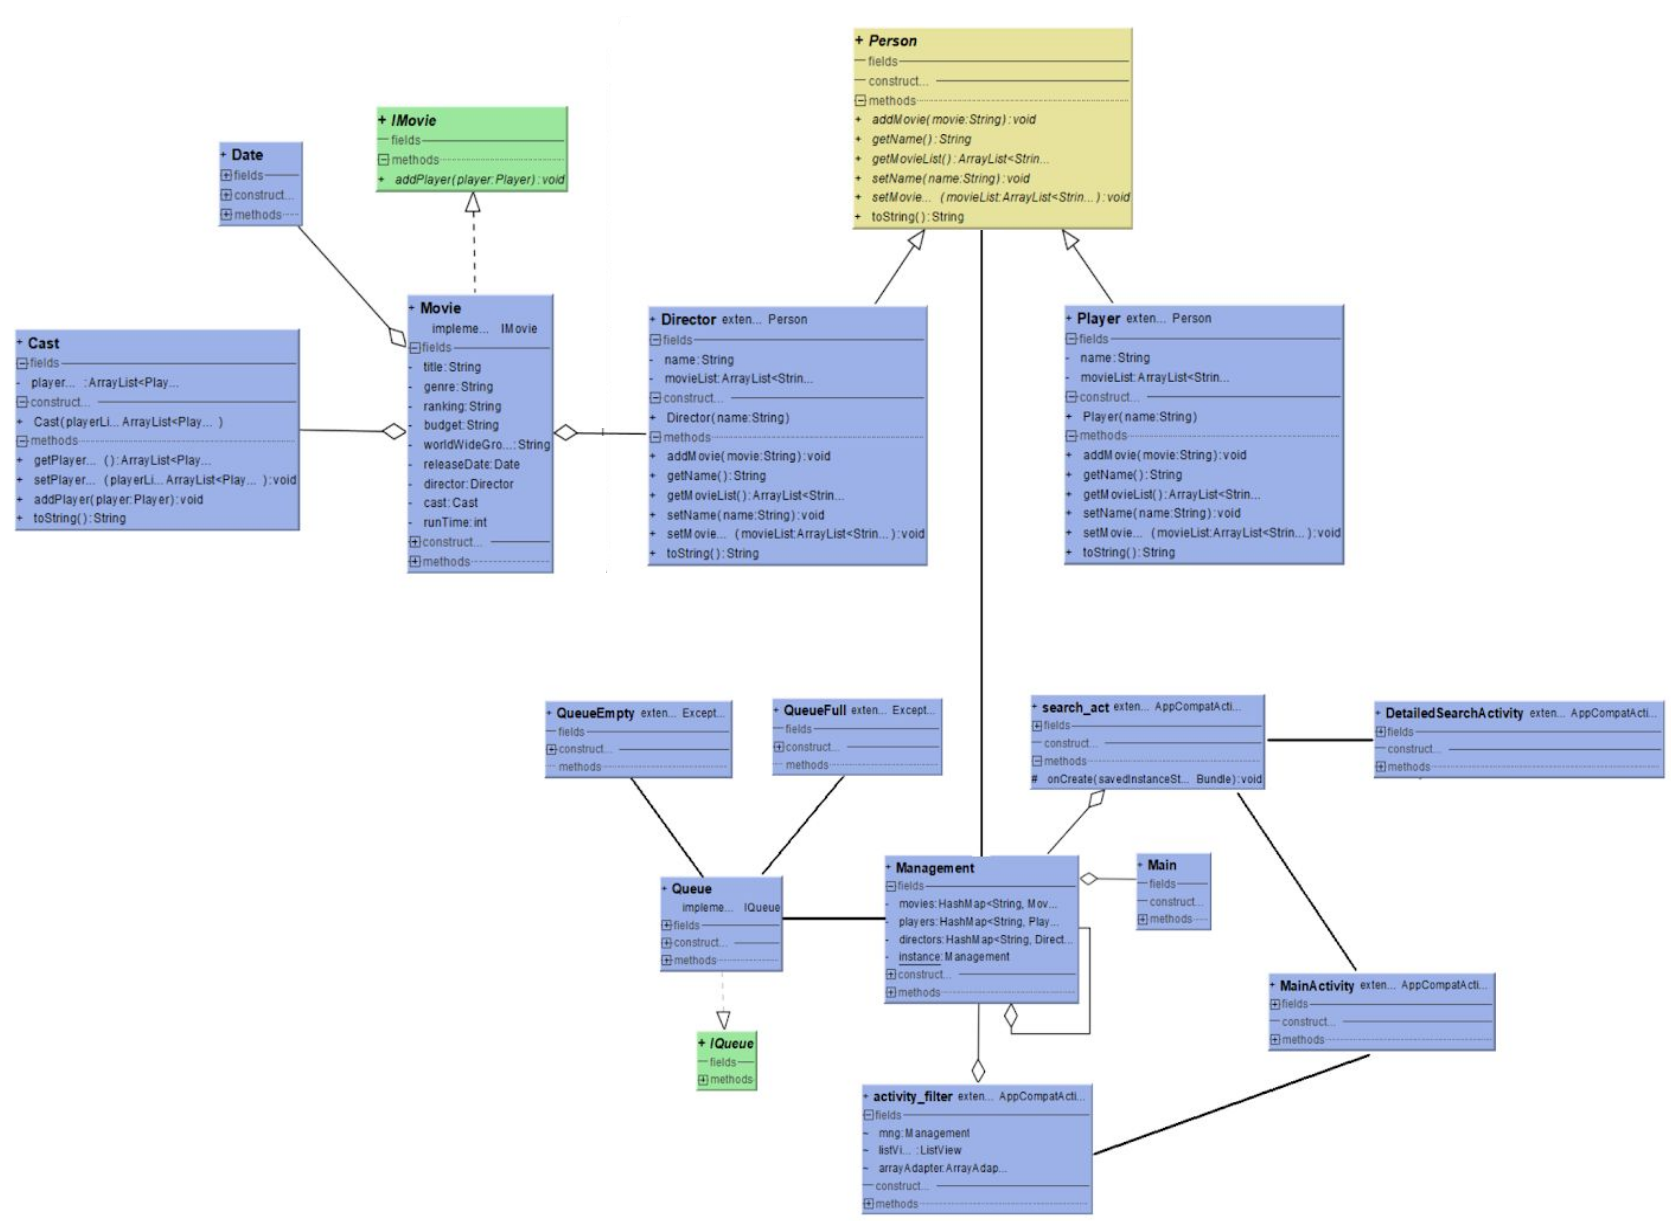 + Person
fields
construct...
methods
+ addMovie(movie:String):void
+ getName():String
+ getMovieList():ArrayList<Strin...
+ setName(name:String):void
+ setMovie... (movieList:ArrayList<Strin...):void
+ toString():String
+ IMovie
fields
methods
+ addPlayer(player:Player):void
+ Date
fields
construct...
methods
+ Cast
fields
- player... :ArrayList<Play...
construct...
+ Cast(playerLi... ArrayList<Play... )
methods
+ getPlayer... ():ArrayList<Play...
+ setPlayer... (playerLi... ArrayList<Play... ):void
+ addPlayer(player:Player):void
+ toString():String
+ Movie
impleme... IMovie
fields
- title:String
- genre:String
- ranking:String
- budget:String
- worldWideGro...:String
- releaseDate:Date
- director:Director
- cast:Cast
- runTime:int
construct...
methods
+ Director exten... Person
fields
- name:String
- movieList:ArrayList<Strin...
construct...
+ Director(name:String)
methods
+ addMovie(movie:String):void
+ getName():String
+ getMovieList():ArrayList<Strin...
+ setName(name:String):void
+ setMovie... (movieList:ArrayList<Strin...):void
+ toString():String
+ Player exten... Person
fields
- name:String
- movieList:ArrayList<Strin...
construct...
+ Player(name:String)
methods
+ addMovie(movie:String):void
+ getName():String
+ getMovieList():ArrayList<Strin...
+ setName(name:String):void
+ setMovie... (movieList:ArrayList<Strin...):void
+ toString():String
+ QueueEmpty exten... Except...
fields
construct...
methods
+ QueueFull exten... Except...
fields
construct...
methods
+ search_act exten... AppCompatActi...
fields
construct...
methods
# onCreate(savedInstanceSt... Bundle):void
+ DetailedSearchActivity exten... AppCompatActi...
fields
construct...
methods
+ Queue
impleme... IQueue
fields
construct...
methods
+ Management
fields
- movies:HashMap<String, Mov...
- players:HashMap<String, Play...
- directors:HashMap<String, Direct...
- instance:Management
construct...
methods
+ Main
fields
construct...
methods
+ MainActivity exten... AppCompatActi...
fields
construct...
methods
+ IQueue
fields
methods
+ activity_filter exten... AppCompatActi...
fields
~ mng:Management
~ listVi... :ListView
~ arrayAdapter:ArrayAdap...
construct...
methods